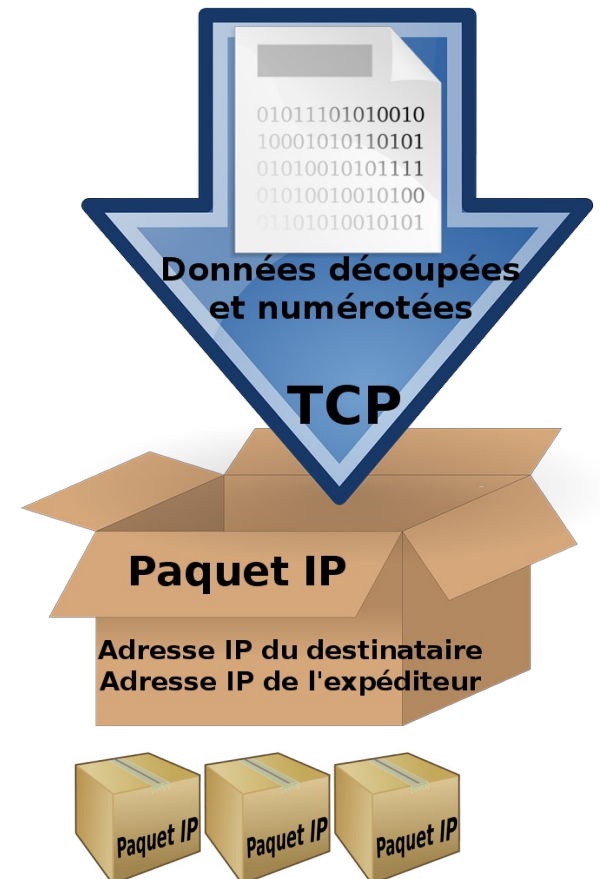 01011101010010
10001010110101
01010010101111
01010010010100
01101010010101
Données découpées
et numérotées
TCP
Paquet IP
Adresse IP du destinataire
Adresse IP de l'expéditeur
Paquet IP
Paquet IP
Paquet IP